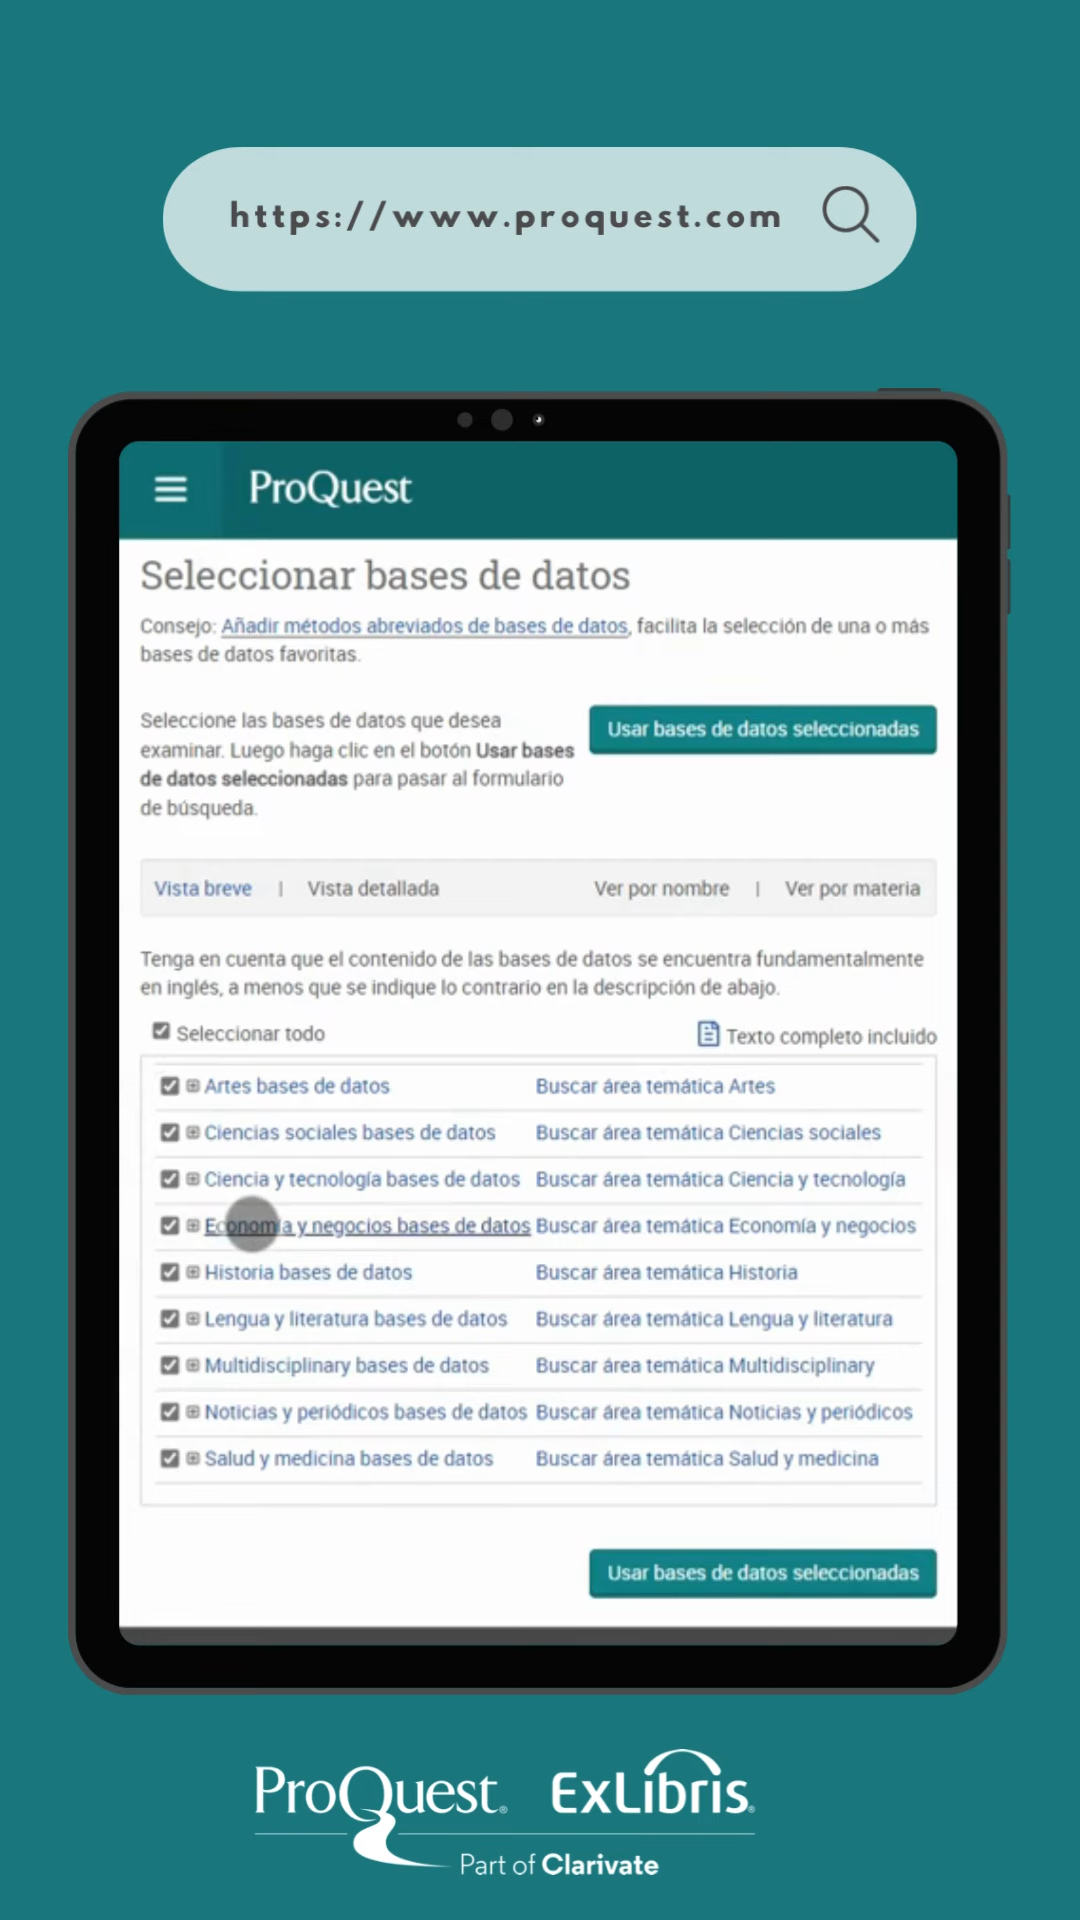 https://www.proquest.com
ProQuest
Seleccionar bases de datos
Consejo: Añadir métodos abreviados de bases de datos, facilita la selección de una o más
bases de datos favoritas.
Seleccione las bases de datos que desea
examinar. Luego haga clic en el botón Usar bases
de datos seleccionadas para pasar al formulario
de búsqueda.
Usar bases de datos seleccionadas
Vista breve | Vista detallada Ver por nombre | Ver por materia
Tenga en cuenta que el contenido de las bases de datos se encuentra fundamentalmente
en inglés, a menos que se indique lo contrario en la descripción de abajo.
Seleccionar todo Texto completo incluido
Artes bases de datos Buscar área temática Artes
Ciencias sociales bases de datos Buscar área temática Ciencias sociales
Ciencia y tecnología bases de datos Buscar área temática Ciencia y tecnología
Economía y negocios bases de datos Buscar área temática Economía y negocios
Historia bases de datos Buscar área temática Historia
Lengua y literatura bases de datos Buscar área temática Lengua y literatura
Multidisciplinary bases de datos Buscar área temática Multidisciplinary
Noticias y periódicos bases de datos Buscar área temática Noticias y periódicos
Salud y medicina bases de datos Buscar área temática Salud y medicina
Usar bases de datos seleccionadas
ProQuest® ExLibris®
Part of Clarivate